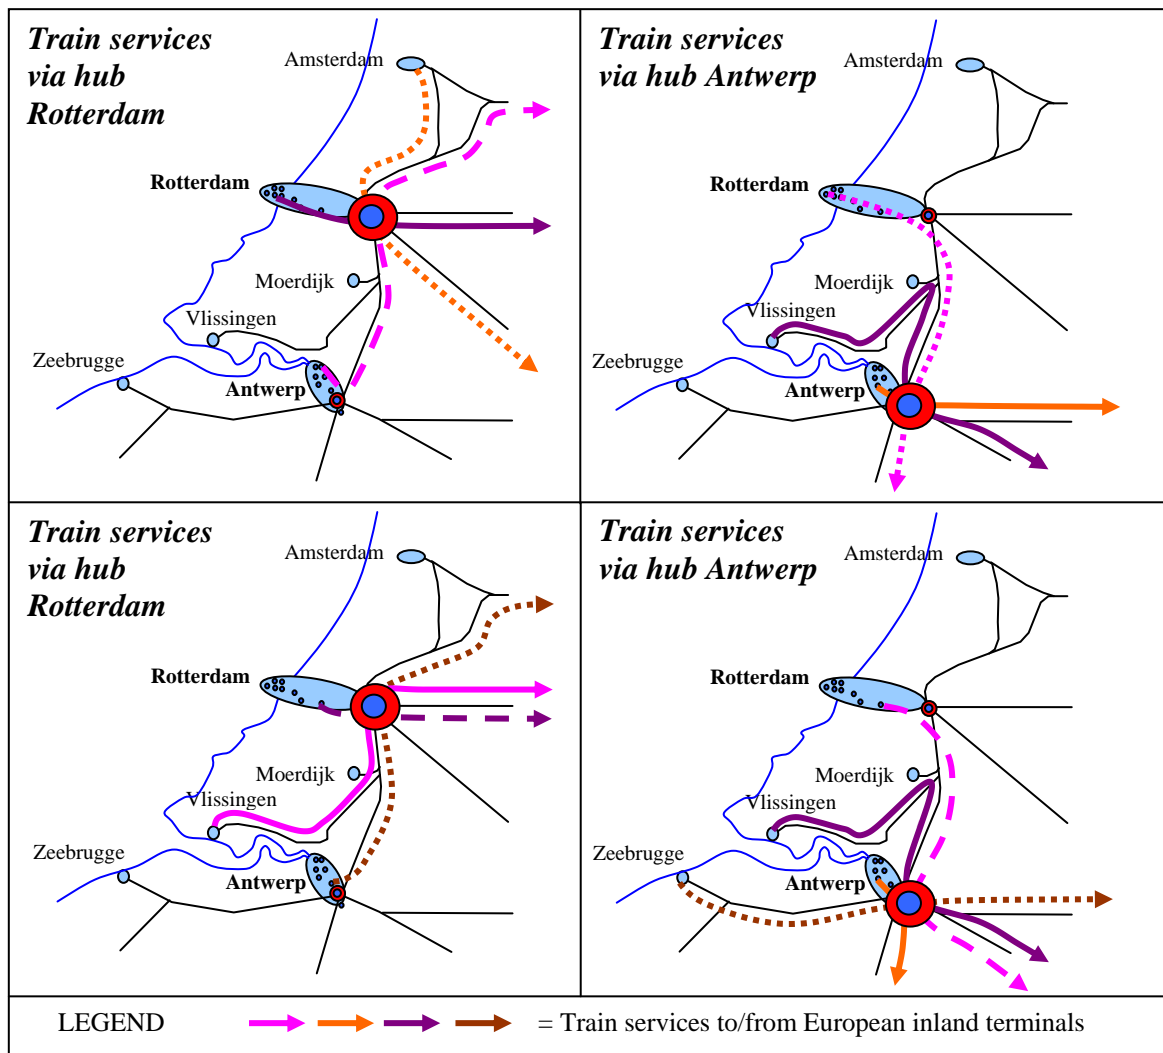 Train services
via hub
Rotterdam
Amsterdam
Rotterdam
Moerdijk
Vlissingen
Zeebrugge
Antwerp
Train services
via hub Antwerp
Amsterdam
Rotterdam
Moerdijk
Vlissingen
Zeebrugge
Antwerp
Train services
via hub
Rotterdam
Amsterdam
Rotterdam
Moerdijk
Vlissingen
Zeebrugge
Antwerp
Train services
via hub Antwerp
Amsterdam
Rotterdam
Moerdijk
Vlissingen
Zeebrugge
Antwerp
LEGEND = Train services to/from European inland terminals